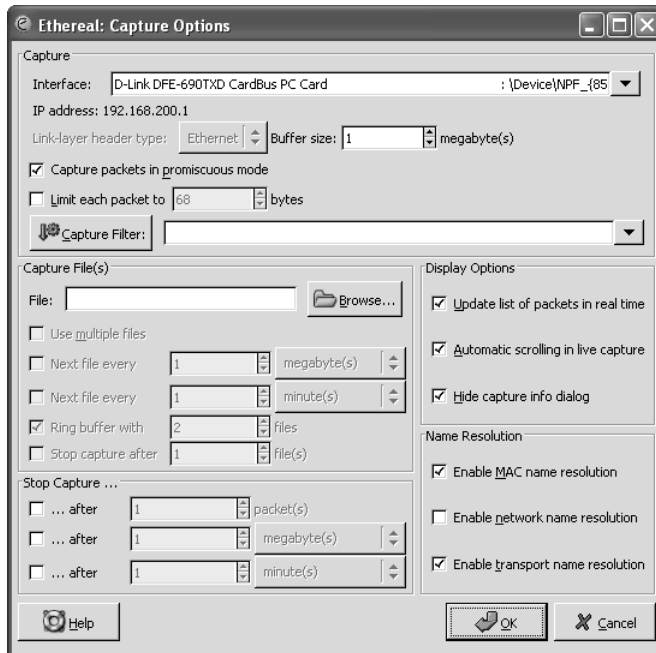 Ethereal: Capture Options
Capture
Interface: D-Link DFE-690TXD CardBus PC Card : \Device\NPF_{85
IP address: 192.168.200.1
Link-layer header type: Ethernet Buffer size: 1 megabyte(s)
Capture packets in promiscuous mode
Limit each packet to 68 bytes
Capture Filter:
Capture File(s)
File: Browse...
Use multiple files
Next file every 1 megabyte(s)
Next file every 1 minute(s)
Ring buffer with 2 files
Stop capture after 1 file(s)
Stop Capture ...
... after 1 packet(s)
... after 1 megabyte(s)
... after 1 minute(s)
Display Options
Update list of packets in real time
Automatic scrolling in live capture
Hide capture info dialog
Name Resolution
Enable MAC name resolution
Enable network name resolution
Enable transport name resolution
Help
OK
Cancel